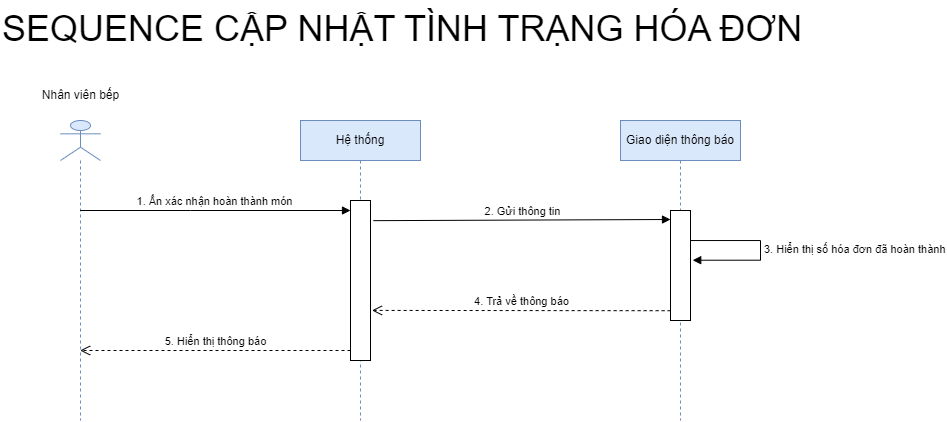 SEQUENCE CẬP NHẬT TÌNH TRẠNG HÓA ĐƠN
Nhân viên bếp
Hệ thống
Giao diện thông báo
1. Ấn xác nhận hoàn thành món
2. Gửi thông tin
3. Hiển thị số hóa đơn đã hoàn thành
4. Trả về thông báo
5. Hiển thị thông báo